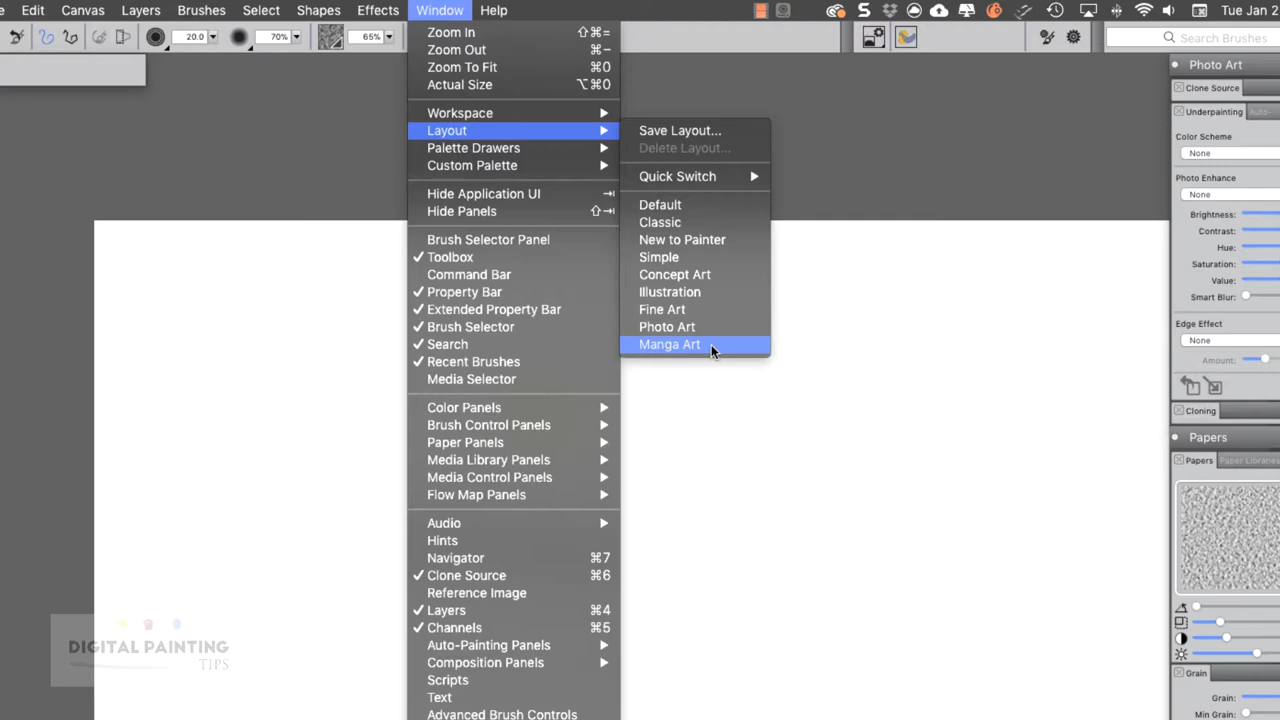 Edit Canvas Layers Brushes Select Shapes Effects Window Help Tue Jan 2
20.0 70% 65% Search Brushes
Zoom In ⇧⌘=
Zoom Out ⌘−
Zoom To Fit ⌘0
Actual Size ⌥⌘0
Workspace
Layout
Palette Drawers
Custom Palette
Hide Application UI
Hide Panels
Brush Selector Panel
✓ Toolbox
Command Bar
✓ Property Bar
✓ Extended Property Bar
✓ Brush Selector
✓ Search
✓ Recent Brushes
Media Selector
Color Panels
Brush Control Panels
Paper Panels
Media Library Panels
Media Control Panels
Flow Map Panels
Audio
Hints
Navigator ⌘7
✓ Clone Source ⌘6
Reference Image
✓ Layers ⌘4
✓ Channels ⌘5
Auto-Painting Panels
Composition Panels
Scripts
Text
Advanced Brush Controls
Save Layout...
Delete Layout...
Quick Switch
Default
Classic
New to Painter
Simple
Concept Art
Illustration
Fine Art
Photo Art
Manga Art
Photo Art
Clone Source
Underpainting Auto-
Color Scheme
None
Photo Enhance
None
Brightness:
Contrast:
Hue:
Saturation:
Value:
Smart Blur:
Edge Effect
None
Amount:
Cloning
Papers
Papers Paper Libraries
Grain
Grain:
Min Grain:
DIGITAL PAINTING
TIPS